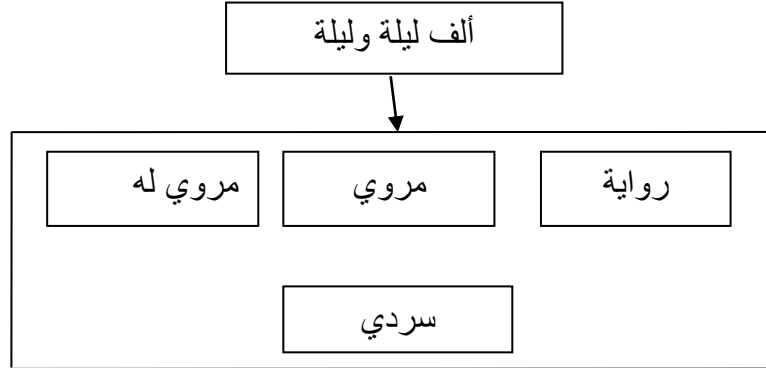 ألف ليلة وليلة
رواية مروي مروي له
سردي